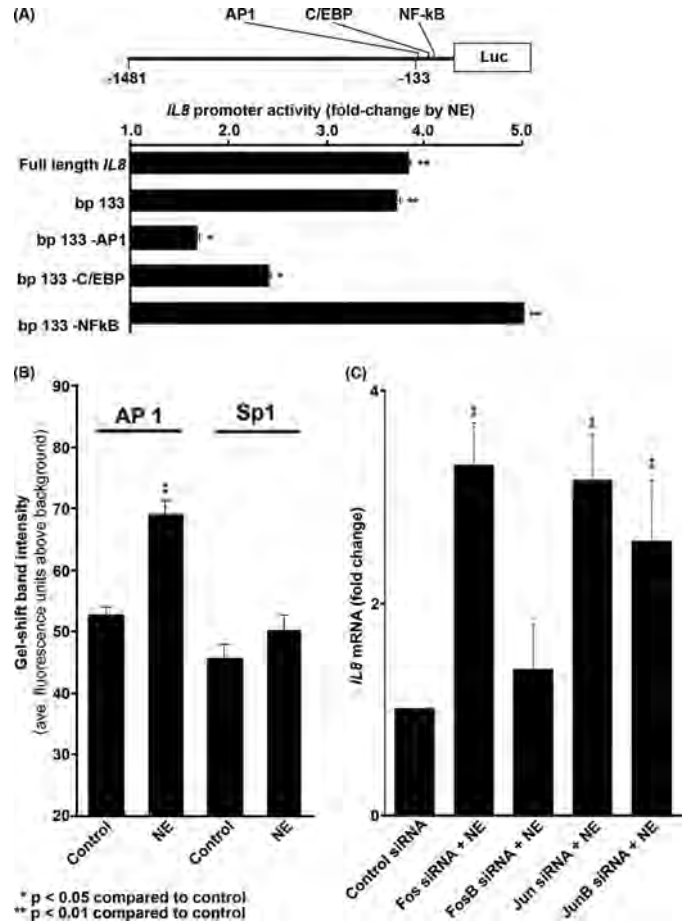 (A)
AP1 C/EBP NF-kB
Luc
-1481 -133
IL8 promoter activity (fold-change by NE)
1.0 2.0 3.0 4.0 5.0
Full length IL8 **
bp 133 **
bp 133 -AP1 *
bp 133 -C/EBP *
bp 133 -NFkB **
(B)
Gel-shift band intensity
(ave. fluorescence units above background)
90
80
70
60
50
40
30
20
AP 1 Sp1
**
Control NE Control NE
(C)
IL8 mRNA (fold change)
4
2
0
Control siRNA
Fos siRNA + NE
FosB siRNA + NE
Jun siRNA + NE
JunB siRNA + NE
* p < 0.05 compared to control
** p < 0.01 compared to control